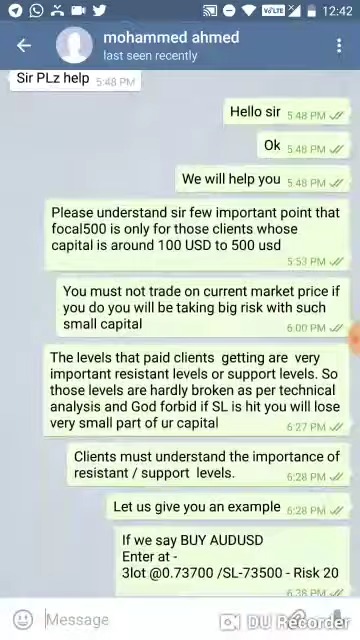 VoLTE
12:42
mohammed ahmed
last seen recently
Sir PLz help 5:48 PM
Hello sir 5:48 PM
Ok 5:48 PM
We will help you 5:48 PM
Please understand sir few important point that
focal500 is only for those clients whose
capital is around 100 USD to 500 usd
5:53 PM
You must not trade on current market price if
you do you will be taking big risk with such
small capital
6:00 PM
The levels that paid clients getting are very
important resistant levels or support levels. So
those levels are hardly broken as per technical
analysis and God forbid if SL is hit you will lose
very small part of ur capital
6:27 PM
Clients must understand the importance of
resistant / support levels.
6:28 PM
Let us give you an example 6:28 PM
If we say BUY AUDUSD
Enter at -
3lot @0.73700 /SL-73500 - Risk 20
6:38 PM
Message
DU Recorder